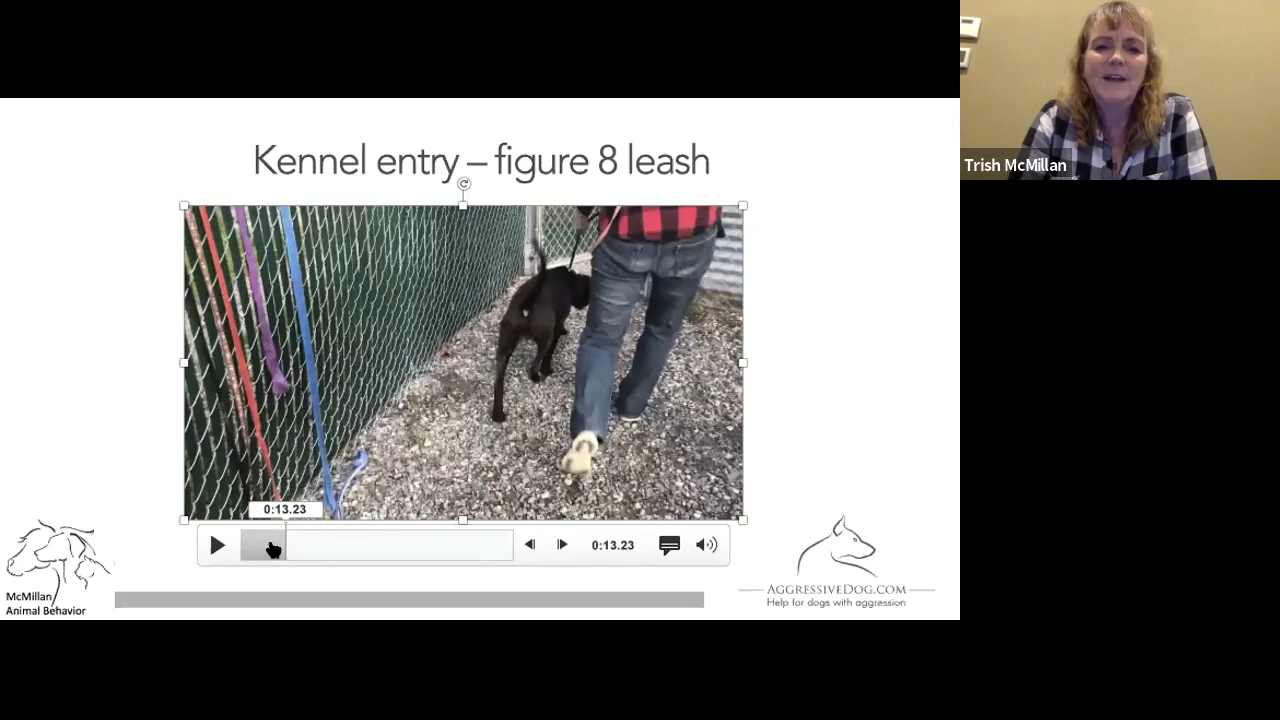 Kennel entry – figure 8 leash
Trish McMillan
0:13.23
0:13.23
McMillan
Animal Behavior
AGGRESSIVEDOG.COM
Help for dogs with aggression